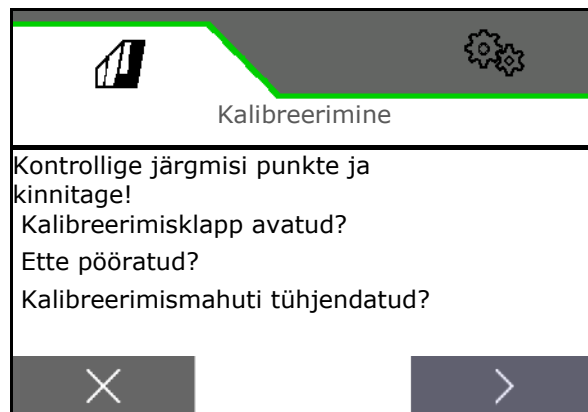 Kalibreerimine
Kontrollige järgmisi punkte ja
kinnitage!
Kalibreerimisklapp avatud?
Ette pööratud?
Kalibreerimismahuti tühjendatud?